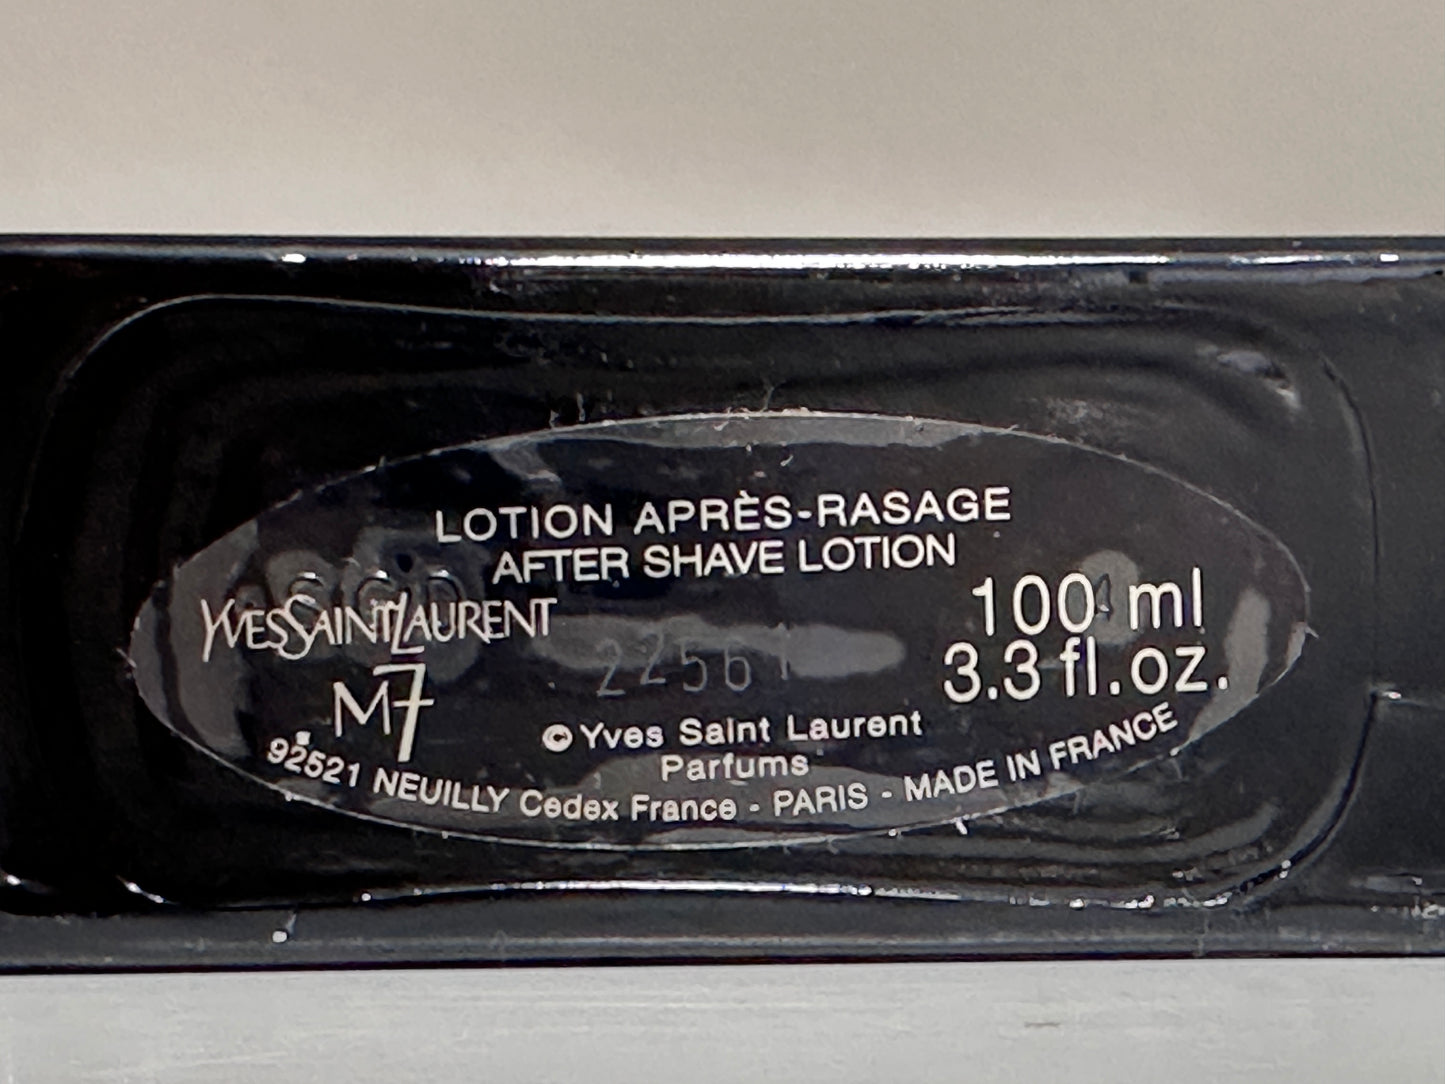 LOTION APRÈS-RASAGE
AFTER SHAVE LOTION
YVESSAINTLAURENT
M7
100 ml
3.3 fl.oz.
© Yves Saint Laurent
Parfums
92521 NEUILLY Cedex France - PARIS - MADE IN FRANCE